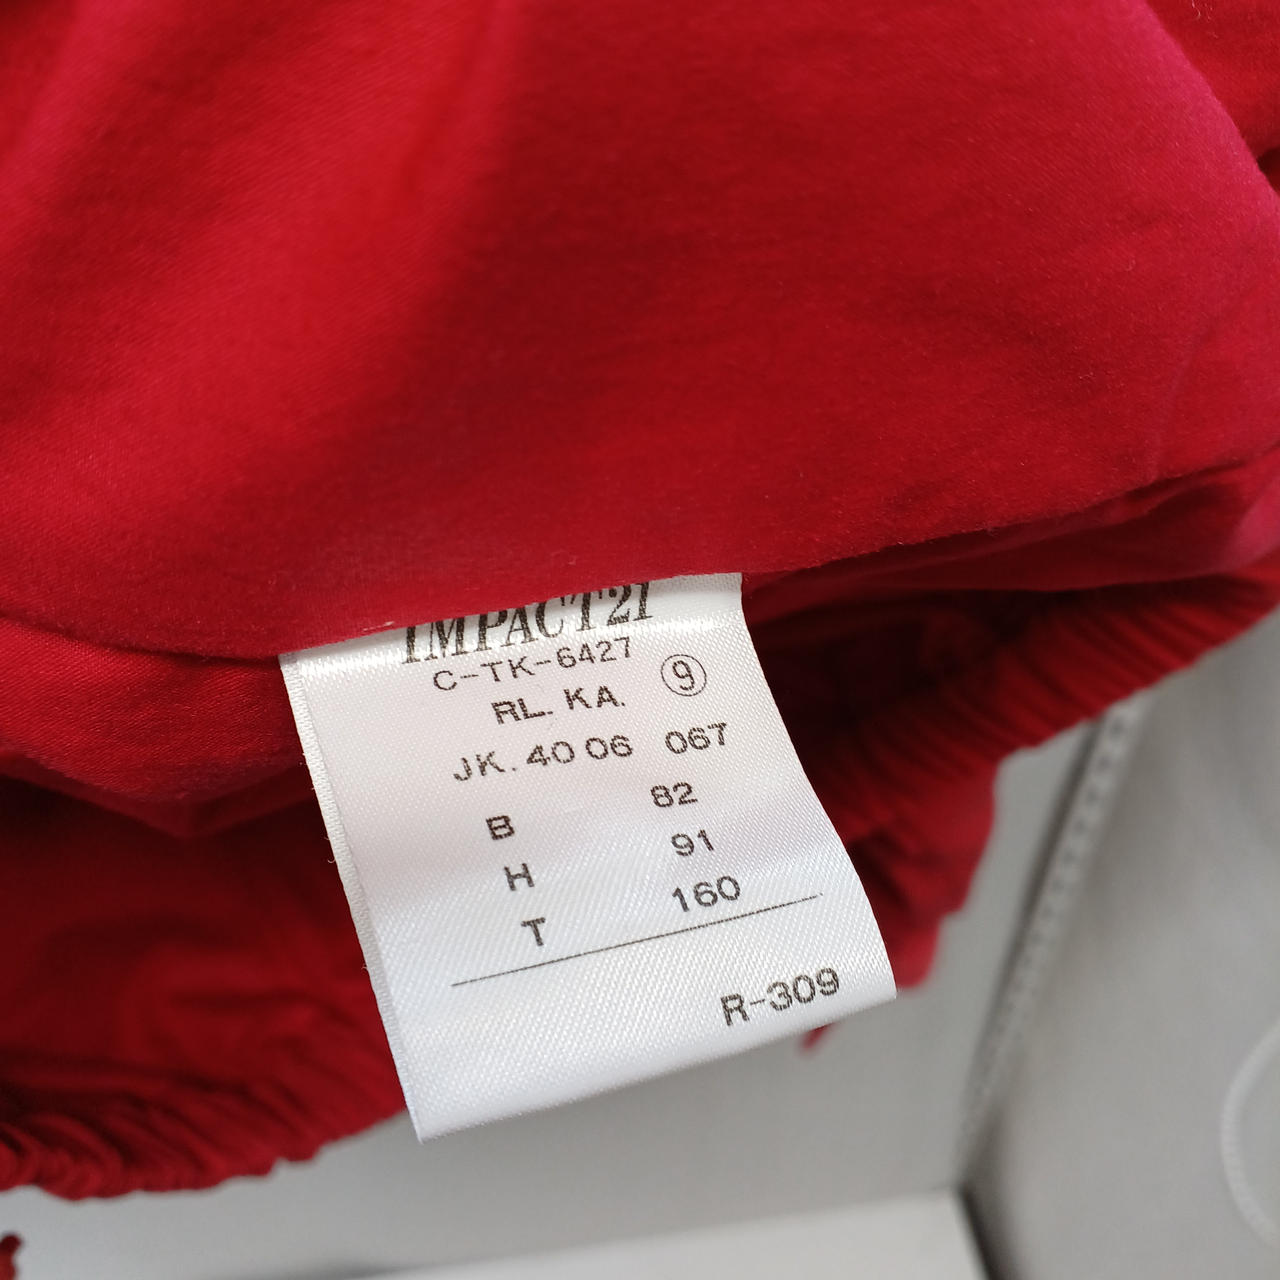 IMPACT21
C-TK-6427
RL. KA. ⑨
JK. 40 06 067
B 82
H 91
T 160
R-309